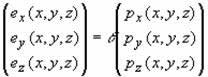 e_x(x,y,z) p_x(x,y,z)
e_y(x,y,z) = δ p_y(x,y,z)
e_z(x,y,z) p_z(x,y,z)